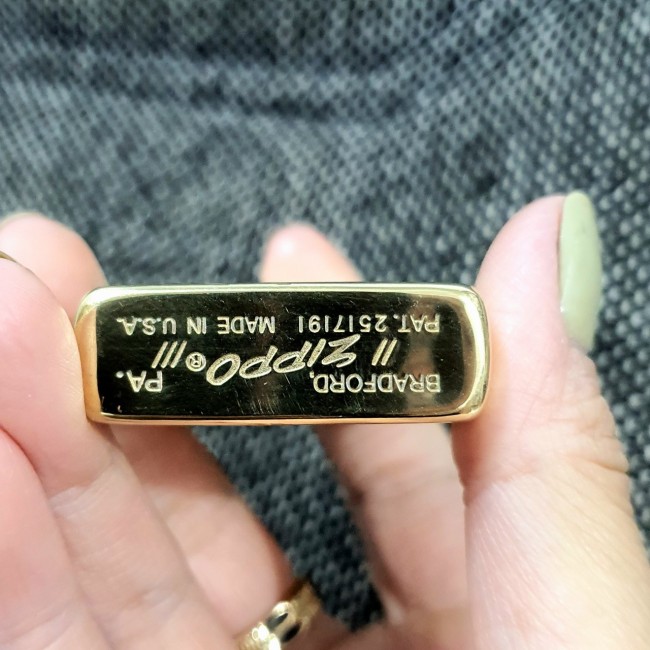 BRADFORD, PA.
// ZIPPO ® ///
PAT. 2517191 MADE IN U.S.A.